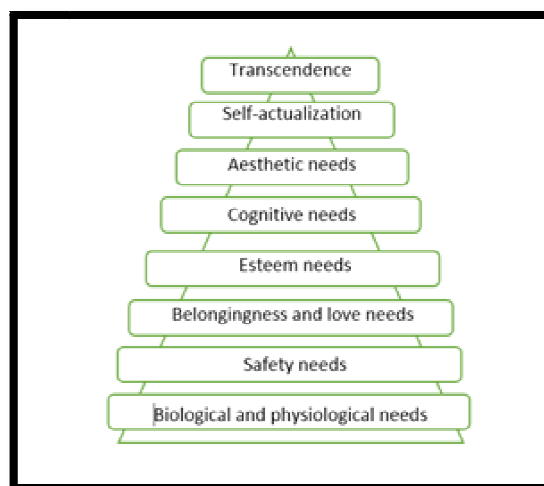 Transcendence
Self-actualization
Aesthetic needs
Cognitive needs
Esteem needs
Belongingness and love needs
Safety needs
Biological and physiological needs